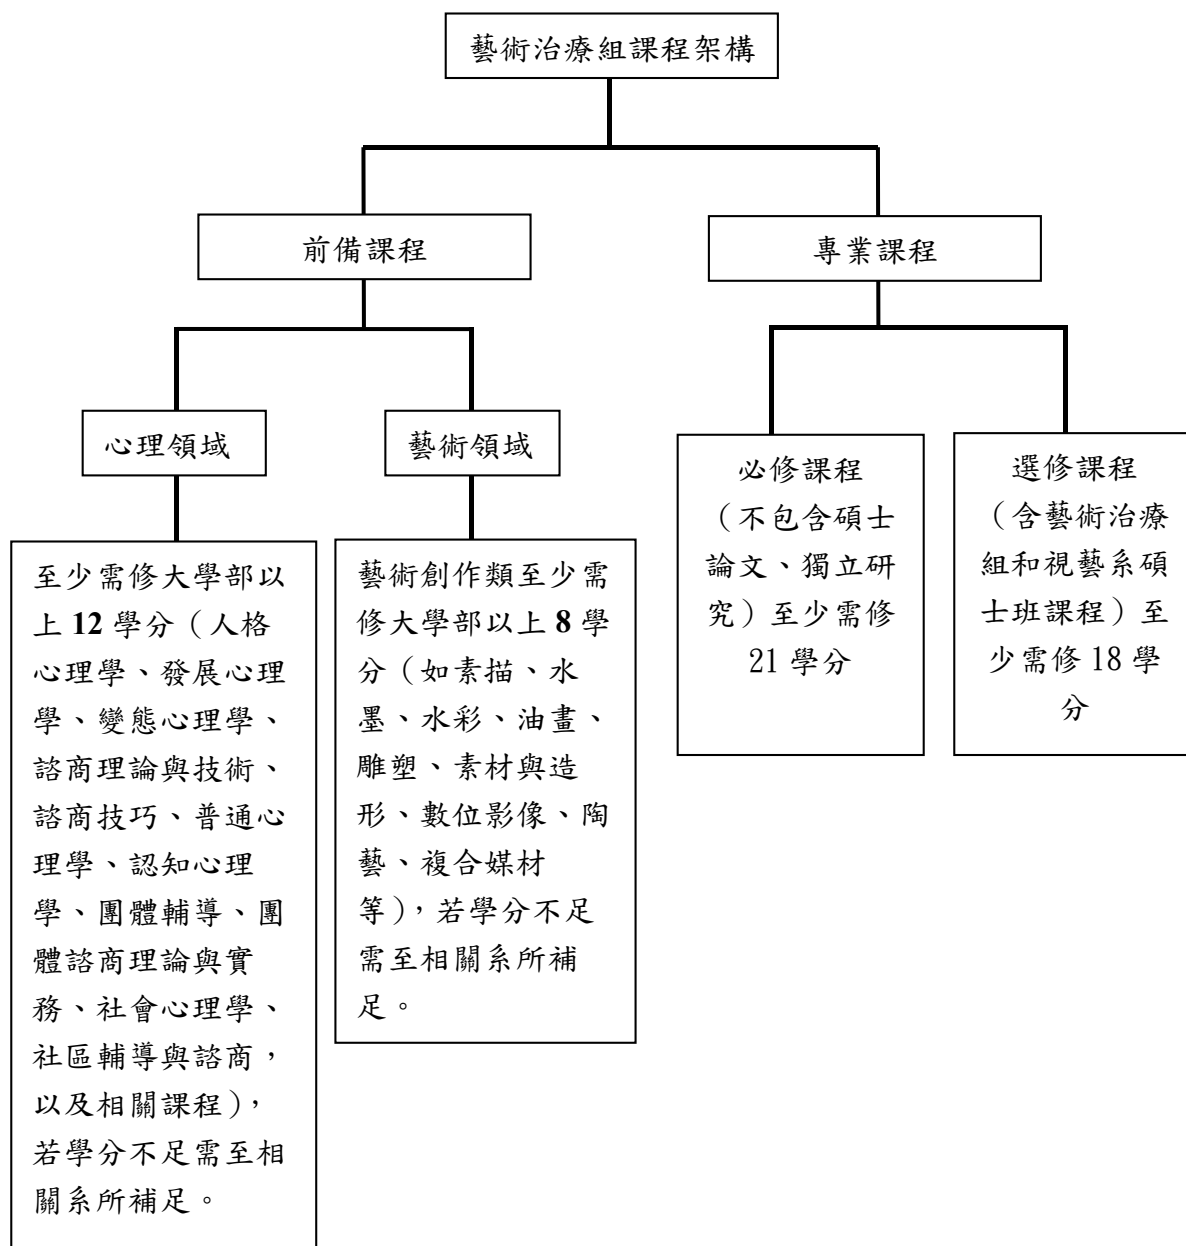 藝術治療組課程架構
前備課程
專業課程
心理領域
藝術領域
至少需修大學部以
上 12 學分（人格
心理學、發展心理
學、變態心理學、
諮商理論與技術、
諮商技巧、普通心
理學、認知心理
學、團體輔導、團
體諮商理論與實
務、社會心理學、
社區輔導與諮商，
以及相關課程），
若學分不足需至相
關系所補足。
藝術創作類至少需
修大學部以上 8 學
分（如素描、水
墨、水彩、油畫、
雕塑、素材與造
形、數位影像、陶
藝、複合媒材
等），若學分不足
需至相關系所補
足。
必修課程
（不包含碩士
論文、獨立研
究）至少需修
21 學分
選修課程
（含藝術治療
組和視藝系碩
士班課程）至
少需修 18 學
分